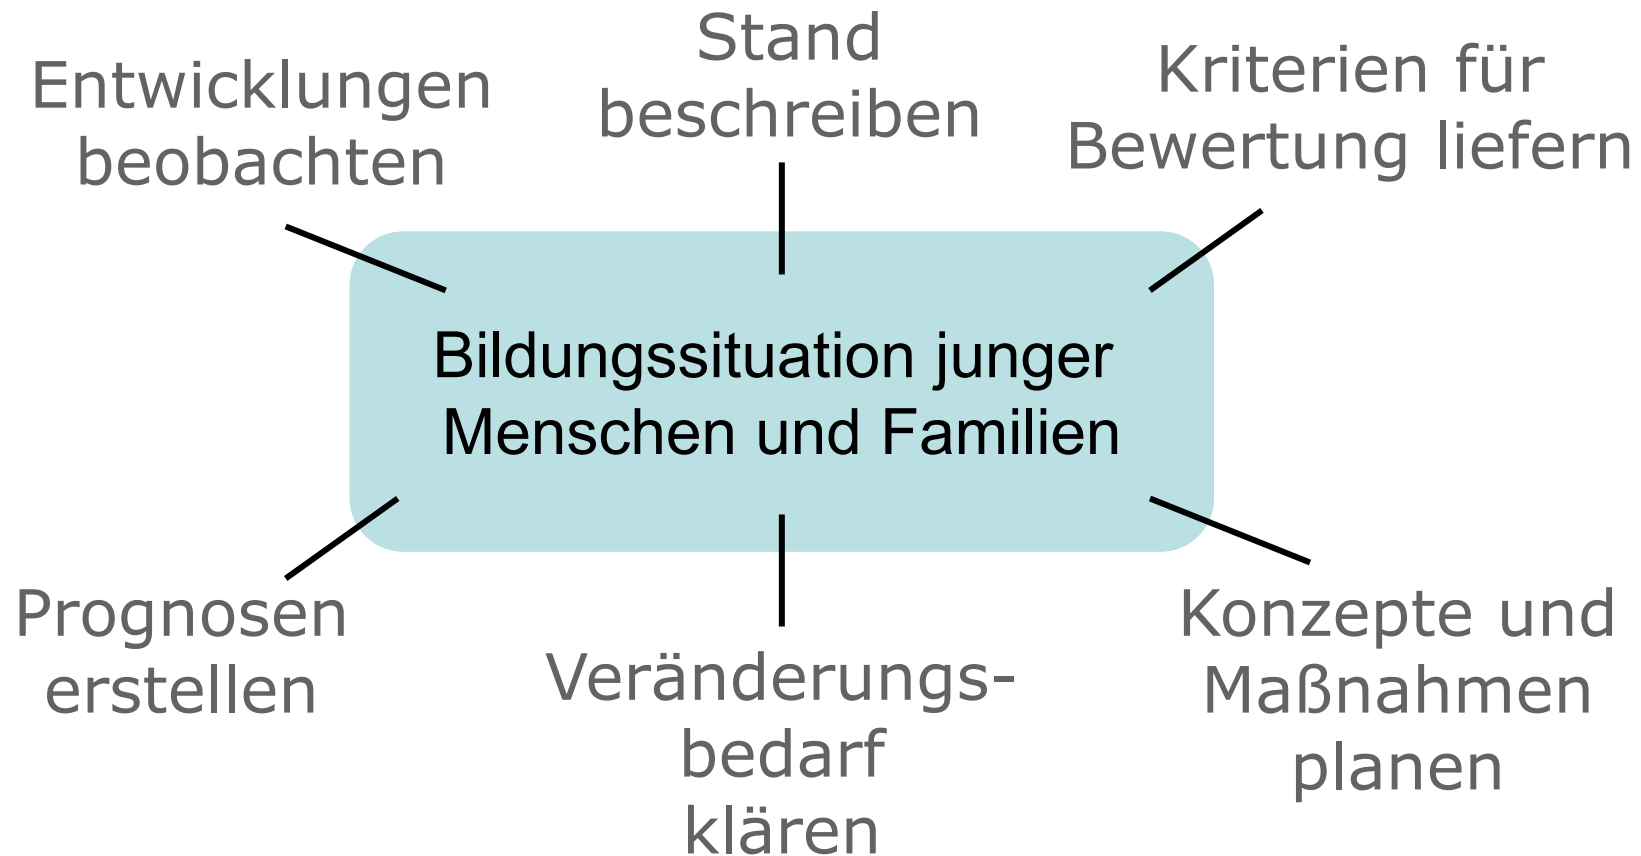 Entwicklungen
beobachten
Stand
beschreiben
Kriterien für
Bewertung liefern
Bildungssituation junger
Menschen und Familien
Prognosen
erstellen
Veränderungs-
bedarf
klären
Konzepte und
Maßnahmen
planen